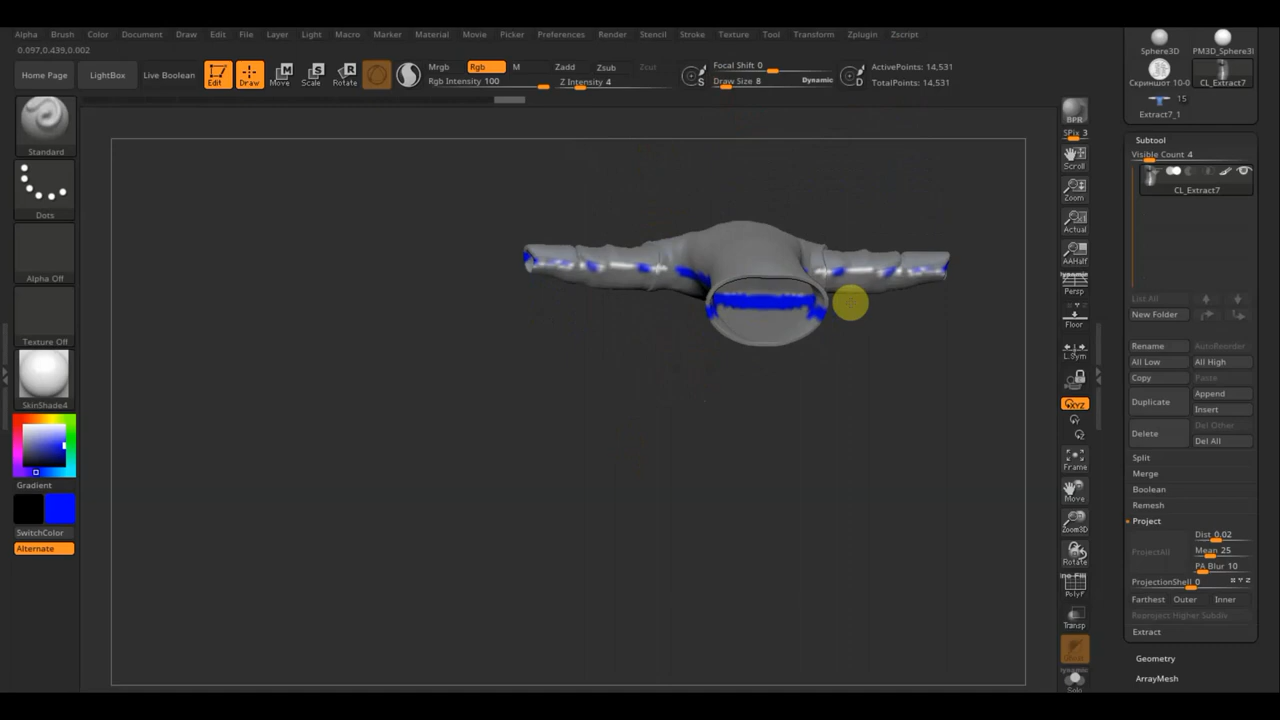 Alpha Brush Color Document Draw Edit File Layer Light Macro Marker Material Movie Picker Preferences Render Stencil Stroke Texture Tool Transform Zplugin Zscript
0.097,0.439,0.002
Home Page LightBox Live Boolean Edit Draw Move Scale Rotate
Mrgb Rgb M Zadd Zsub
Rgb Intensity 100 Z Intensity 4
Focal Shift 0
Draw Size 8 Dynamic
ActivePoints: 14,531
TotalPoints: 14,531
Standard
Dots
Alpha Off
Texture Off
SkinShade4
Gradient
SwitchColor
Alternate
BPR
SPix 3
Scroll
Zoom
Actual
AAHalf
Persp
Floor
L.Sym
XYZ
Frame
Move
Zoom3D
Rotate
PolyF
Transp
Solo
Sphere3D PM3D_Sphere3I
Скриншот 10-0 CL_Extract7
15
Extract7_1
Subtool
Visible Count 4
CL_Extract7
List All
New Folder
Rename AutoReorder
All Low All High
Copy Paste
Duplicate Append
Insert
Delete Del Other
Del All
Split
Merge
Boolean
Remesh
Project
ProjectAll Dist 0.02
Mean 25
PA Blur 10
ProjectionShell 0
Farthest Outer Inner
Reproject Higher Subdiv
Extract
Geometry
ArrayMesh